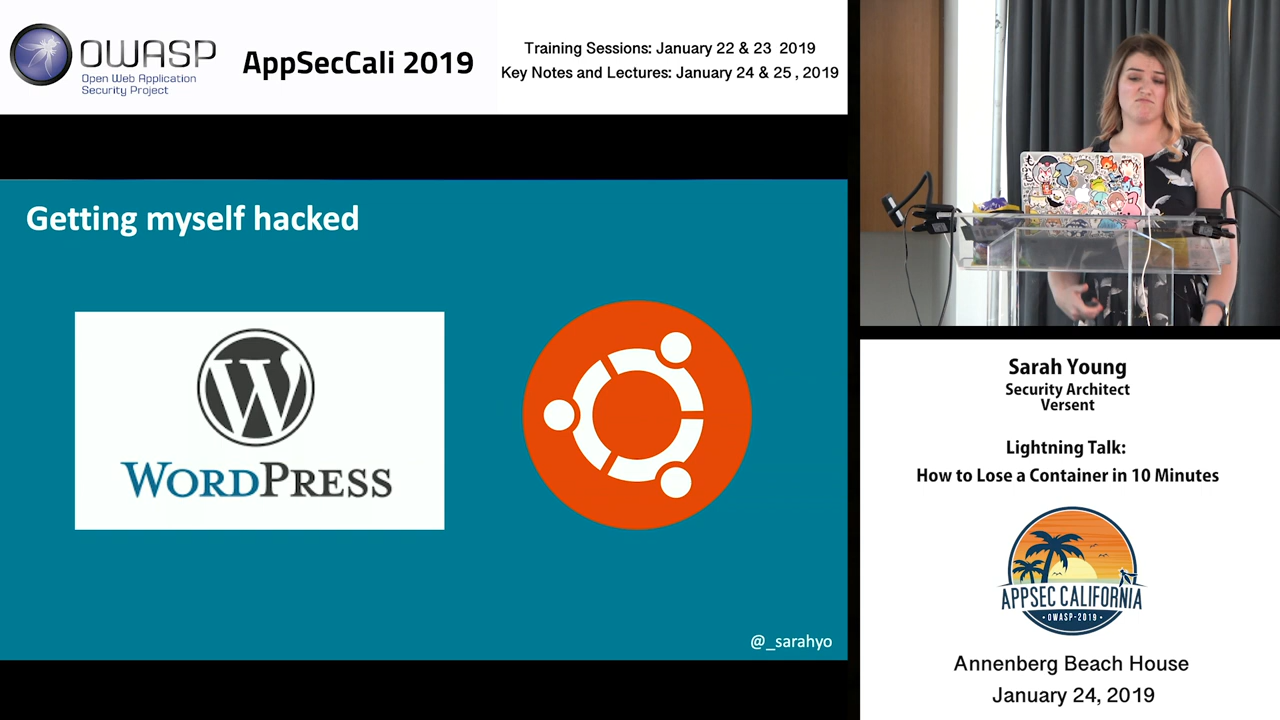 OWASP
Open Web Application
Security Project
AppSecCali 2019
Training Sessions: January 22 & 23 2019
Key Notes and Lectures: January 24 & 25 , 2019
Getting myself hacked
W
WORDPRESS
@_sarahyo
Sarah Young
Security Architect
Versent
Lightning Talk:
How to Lose a Container in 10 Minutes
APPSEC CALIFORNIA
OWASP-2019
Annenberg Beach House
January 24, 2019